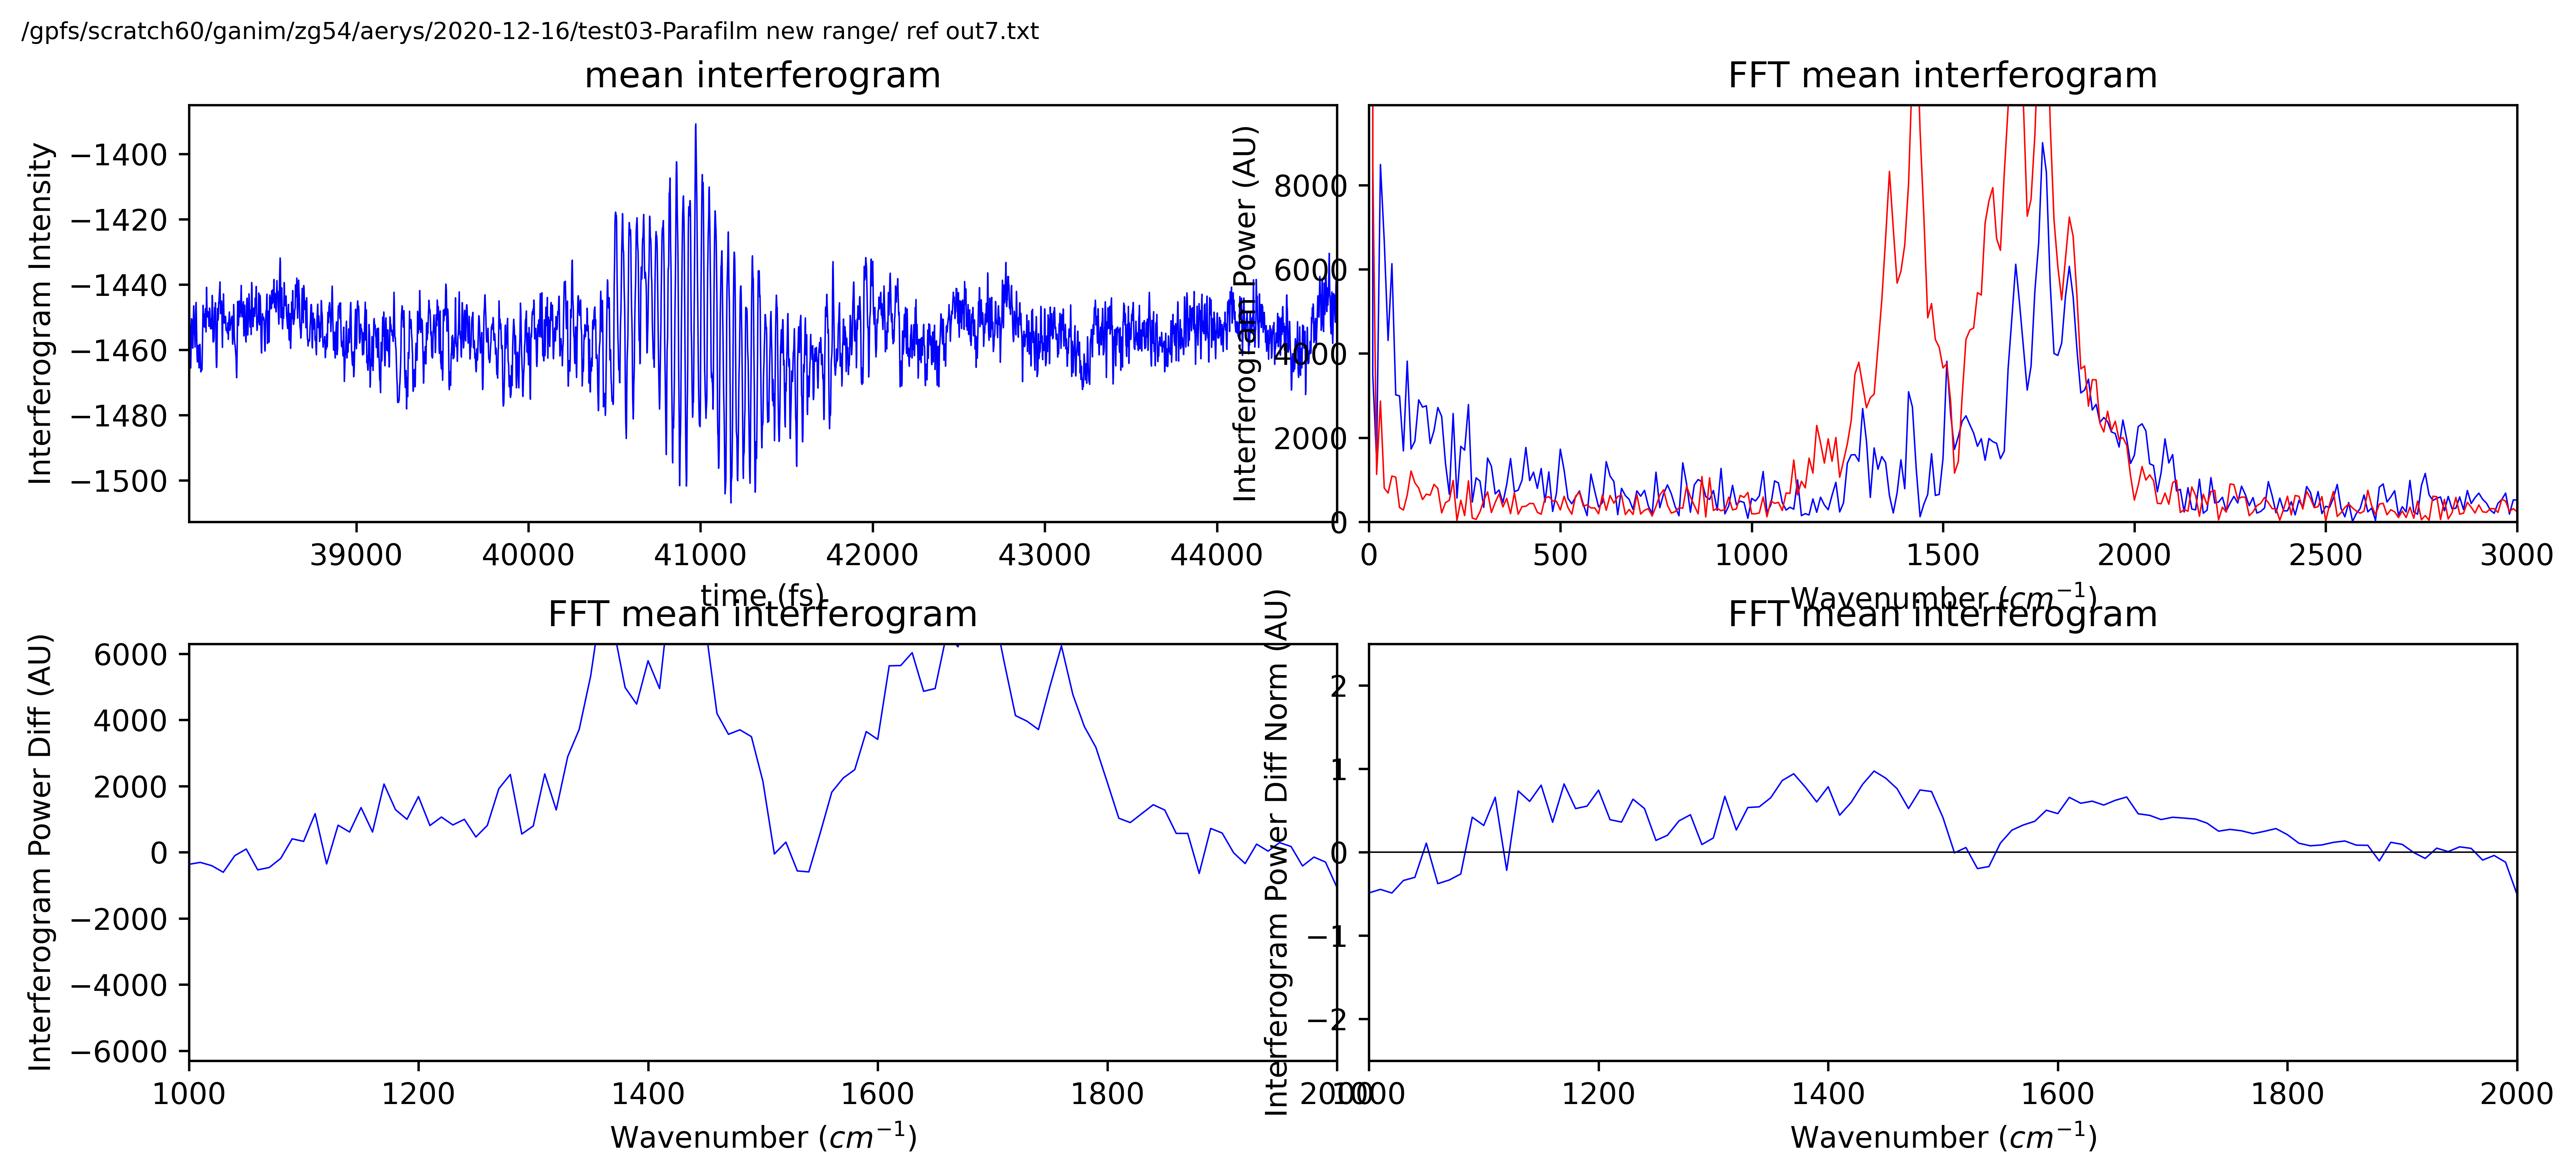 /gpfs/scratch60/ganim/zg54/aerys/2020-12-16/test03-Parafilm new range/ ref out7.txt
mean interferogram
Interferogram Intensity
−1400
−1420
−1440
−1460
−1480
−1500
39000 40000 41000 42000 43000 44000
time (fs)
FFT mean interferogram
Interferogram Power (AU)
8000
6000
4000
2000
0
0 500 1000 1500 2000 2500 3000
Wavenumber (cm⁻¹)
FFT mean interferogram
Interferogram Power Diff (AU)
6000
4000
2000
0
−2000
−4000
−6000
1000 1200 1400 1600 1800 2000
Wavenumber (cm⁻¹)
FFT mean interferogram
Interferogram Power Diff Norm (AU)
2
1
0
−1
−2
1000 1200 1400 1600 1800 2000
Wavenumber (cm⁻¹)